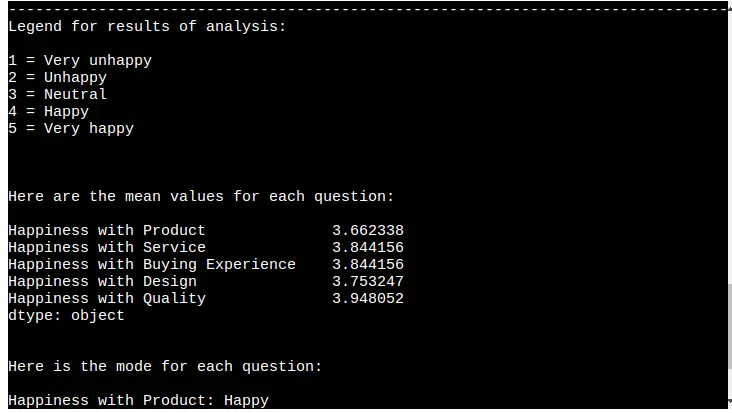 --------------------------------------------------------------------------------
Legend for results of analysis:
1 = Very unhappy
2 = Unhappy
3 = Neutral
4 = Happy
5 = Very happy
Here are the mean values for each question:
Happiness with Product              3.662338
Happiness with Service              3.844156
Happiness with Buying Experience    3.844156
Happiness with Design               3.753247
Happiness with Quality              3.948052
dtype: object
Here is the mode for each question:
Happiness with Product: Happy